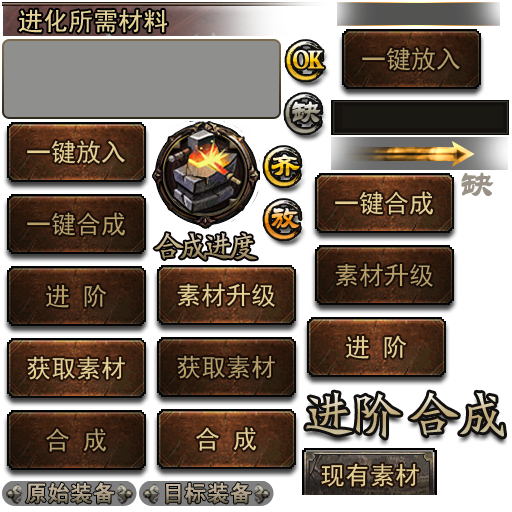 进化所需材料
OK
一键放入
缺
一键放入
齐
一键合成
缺
放
一键合成
合成进度
素材升级
进 阶
素材升级
进 阶
获取素材
获取素材
进阶 合成
合 成
合 成
现有素材
原始装备
目标装备